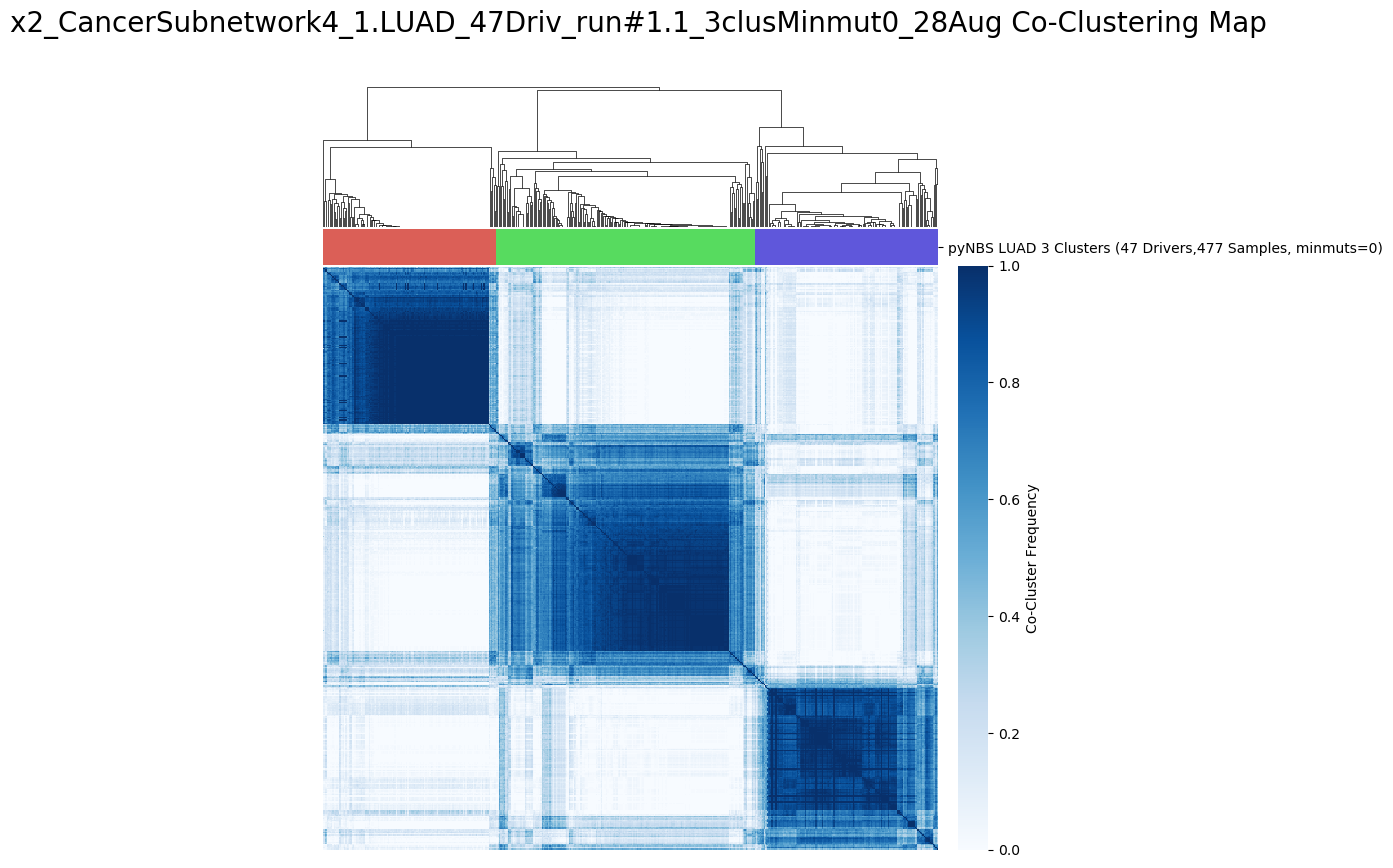 x2_CancerSubnetwork4_1.LUAD_47Driv_run#1.1_3clusMinmut0_28Aug Co-Clustering Map
pyNBS LUAD 3 Clusters (47 Drivers,477 Samples, minmuts=0)
1.0
0.8
0.6
0.4
0.2
0.0
Co-Cluster Frequency